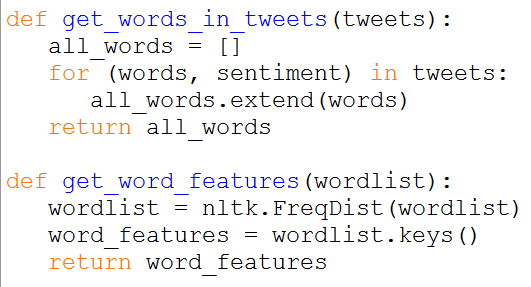 def get_words_in_tweets(tweets):
   all_words = []
   for (words, sentiment) in tweets:
      all_words.extend(words)
   return all_words

def get_word_features(wordlist):
   wordlist = nltk.FreqDist(wordlist)
   word_features = wordlist.keys()
   return word_features